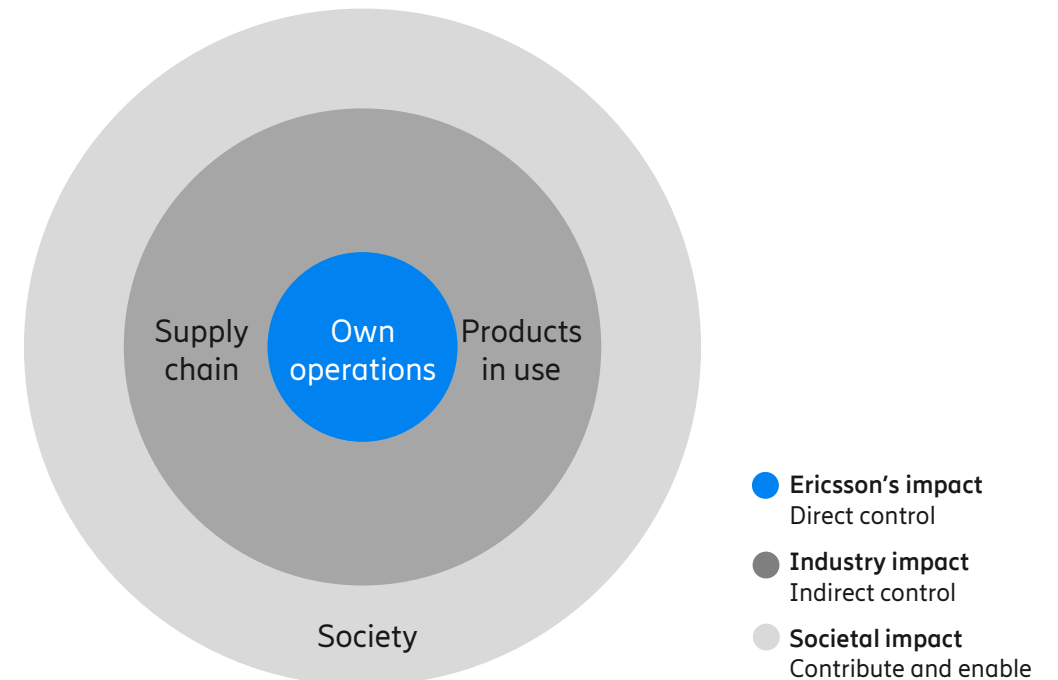 Supply
chain
Own
operations
Products
in use
Society
Ericsson’s impact
Direct control
Industry impact
Indirect control
Societal impact
Contribute and enable